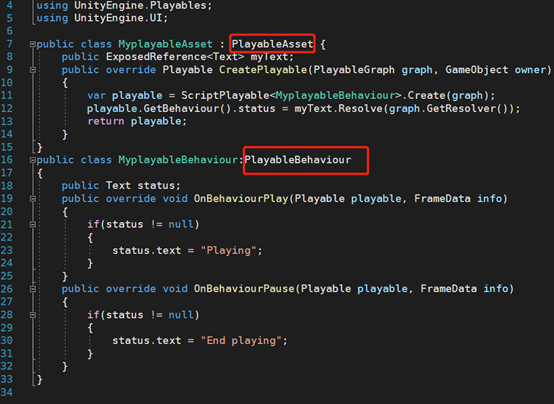 4 using UnityEngine.Playables;
5 using UnityEngine.UI;
6
7 public class MyplayableAsset : PlayableAsset {
8     public ExposedReference<Text> myText;
9     public override Playable CreatePlayable(PlayableGraph graph, GameObject owner)
10     {
11         var playable = ScriptPlayable<MyplayableBehaviour>.Create(graph);
12         playable.GetBehaviour().status = myText.Resolve(graph.GetResolver());
13         return playable;
14     }
15 }
16 public class MyplayableBehaviour:PlayableBehaviour
17 {
18     public Text status;
19     public override void OnBehaviourPlay(Playable playable, FrameData info)
20     {
21         if(status != null)
22         {
23             status.text = "Playing";
24         }
25     }
26     public override void OnBehaviourPause(Playable playable, FrameData info)
27     {
28         if(status != null)
29         {
30             status.text = "End playing";
31         }
32     }
33 }
34